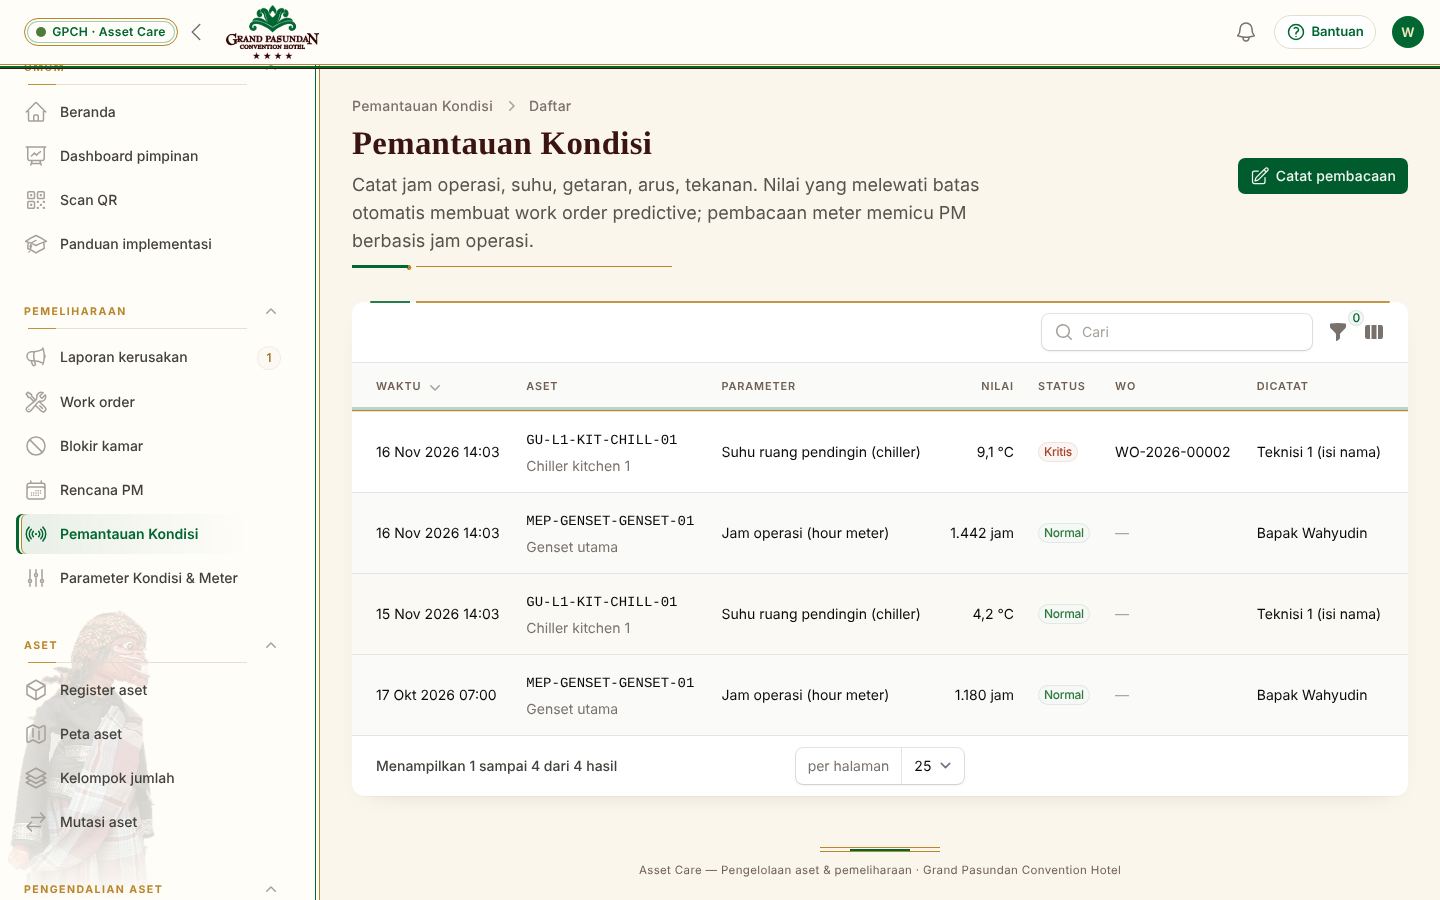 GPCH · Asset Care
GRAND PASUNDAN
CONVENTION HOTEL
Bantuan
W
UMUM
Beranda
Dashboard pimpinan
Scan QR
Panduan implementasi
PEMELIHARAAN
Laporan kerusakan 1
Work order
Blokir kamar
Rencana PM
Pemantauan Kondisi
Parameter Kondisi & Meter
ASET
Register aset
Peta aset
Kelompok jumlah
Mutasi aset
PENGENDALIAN ASET
Pemantauan Kondisi > Daftar
Pemantauan Kondisi
Catat jam operasi, suhu, getaran, arus, tekanan. Nilai yang melewati batas
otomatis membuat work order predictive; pembacaan meter memicu PM
berbasis jam operasi.
Catat pembacaan
Cari
0
WAKTU ASET PARAMETER NILAI STATUS WO DICATAT
16 Nov 2026 14:03 GU-L1-KIT-CHILL-01 Suhu ruang pendingin (chiller) 9,1 °C Kritis WO-2026-00002 Teknisi 1 (isi nama)
Chiller kitchen 1
16 Nov 2026 14:03 MEP-GENSET-GENSET-01 Jam operasi (hour meter) 1.442 jam Normal — Bapak Wahyudin
Genset utama
15 Nov 2026 14:03 GU-L1-KIT-CHILL-01 Suhu ruang pendingin (chiller) 4,2 °C Normal — Teknisi 1 (isi nama)
Chiller kitchen 1
17 Okt 2026 07:00 MEP-GENSET-GENSET-01 Jam operasi (hour meter) 1.180 jam Normal — Bapak Wahyudin
Genset utama
Menampilkan 1 sampai 4 dari 4 hasil
per halaman 25
Asset Care — Pengelolaan aset & pemeliharaan · Grand Pasundan Convention Hotel